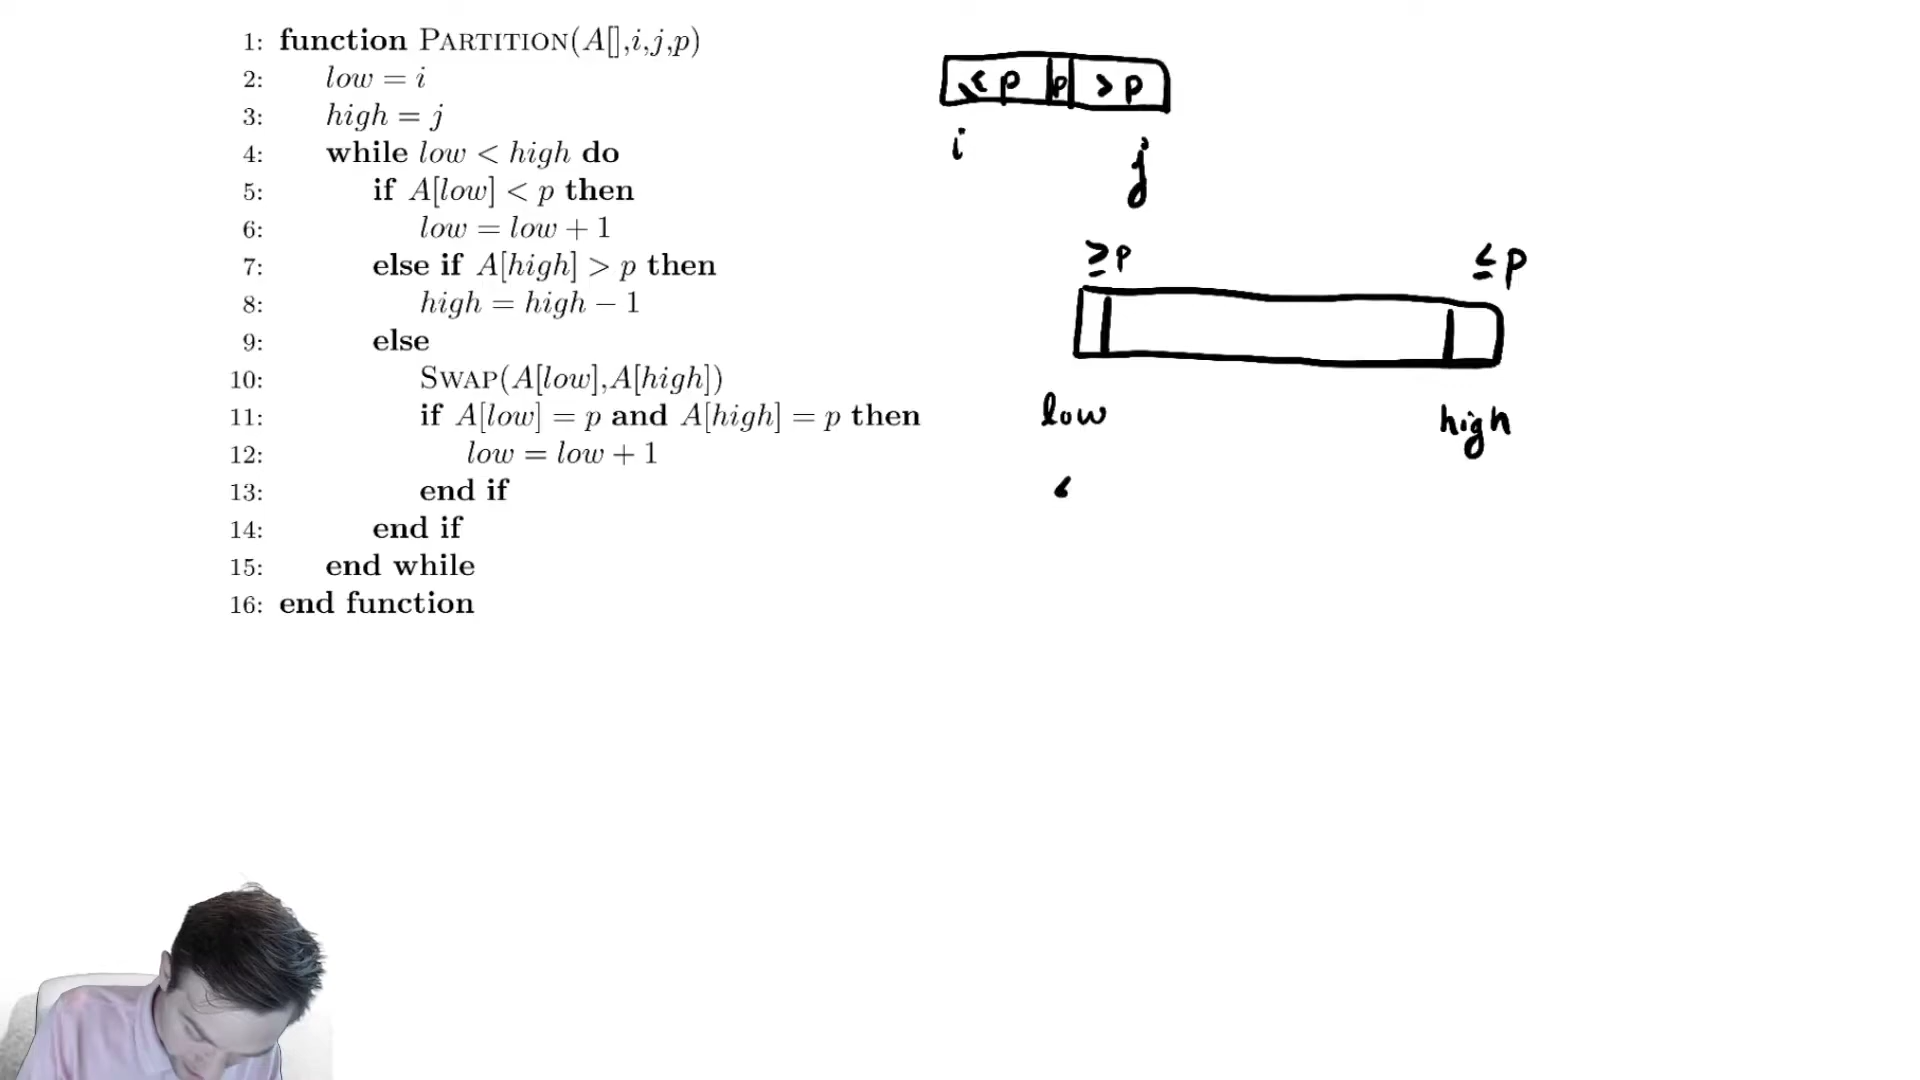 1: function PARTITION(A[],i,j,p)
2: low = i
3: high = j
4: while low < high do
5: if A[low] < p then
6: low = low + 1
7: else if A[high] > p then
8: high = high − 1
9: else
10: SWAP(A[low],A[high])
11: if A[low] = p and A[high] = p then
12: low = low + 1
13: end if
14: end if
15: end while
16: end function
≤ p p > p
i j
≥ p ≤ p
low high